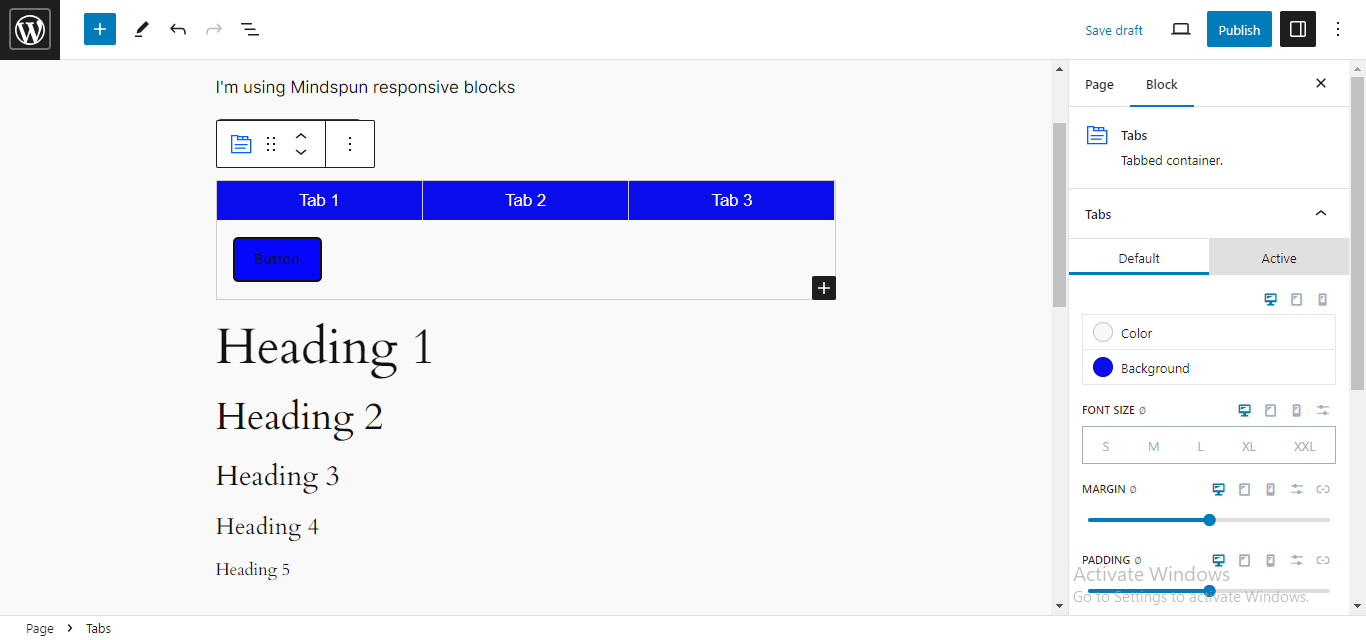 Save draft
Publish
I'm using Mindspun responsive blocks
Tab 1 Tab 2 Tab 3
Button
Heading 1
Heading 2
Heading 3
Heading 4
Heading 5
Page Block
Tabs
Tabbed container.
Tabs
Default Active
Color
Background
FONT SIZE
S M L XL XXL
MARGIN
PADDING
Activate Windows
Go to Settings to activate Windows.
Page Tabs